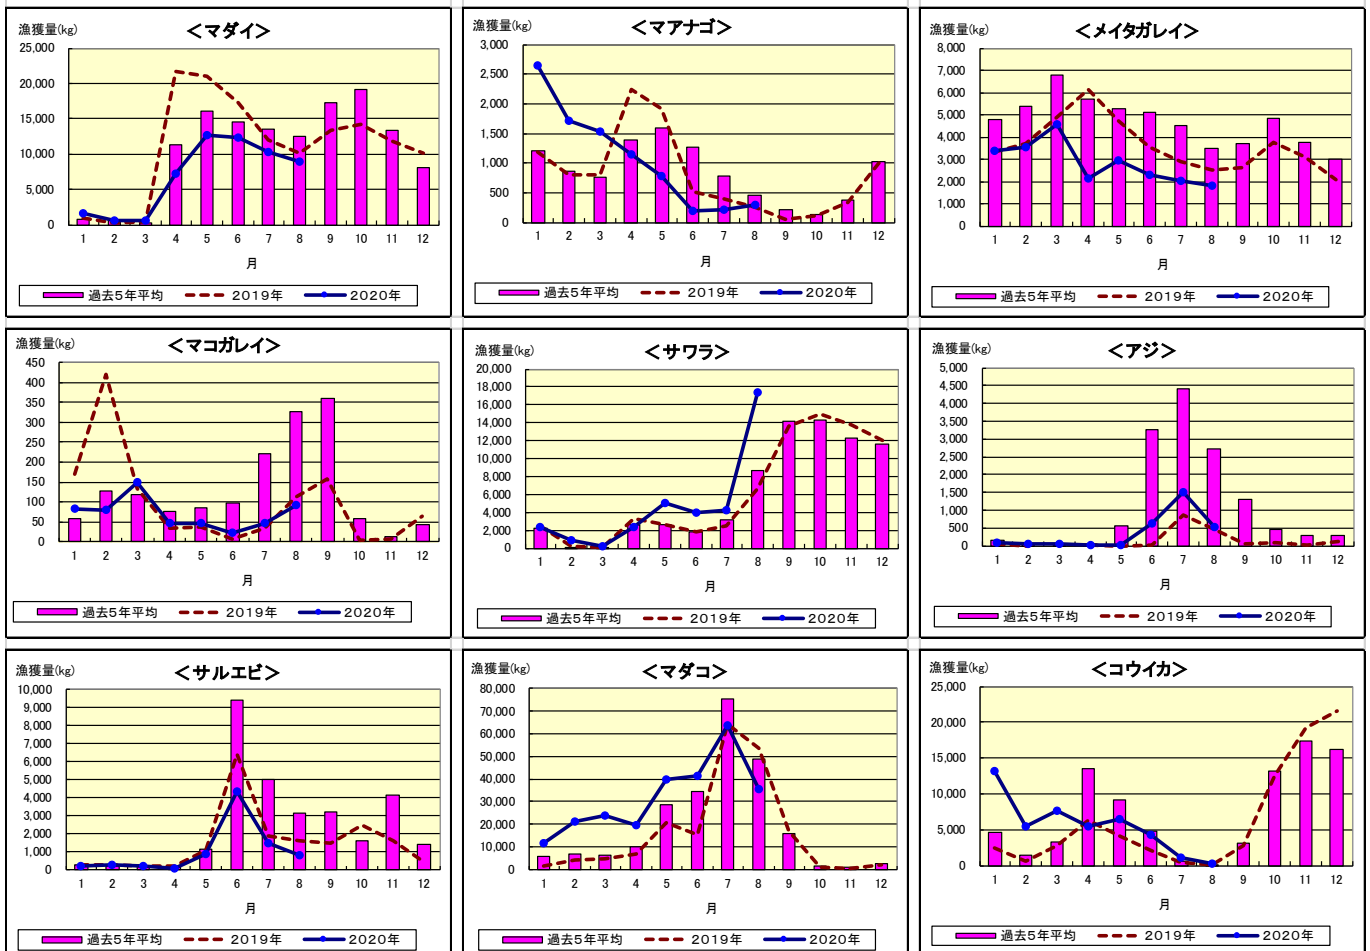 漁獲量(kg)
＜マダイ＞
25,000
20,000
15,000
10,000
5,000
0
1 2 3 4 5 6 7 8 9 10 11 12
月
過去5年平均 2019年 2020年
漁獲量(kg)
＜マアナゴ＞
3,000
2,500
2,000
1,500
1,000
500
0
1 2 3 4 5 6 7 8 9 10 11 12
月
過去5年平均 2019年 2020年
漁獲量(kg)
＜メイタガレイ＞
8,000
7,000
6,000
5,000
4,000
3,000
2,000
1,000
0
1 2 3 4 5 6 7 8 9 10 11 12
月
過去5年平均 2019年 2020年
漁獲量(kg)
＜マコガレイ＞
450
400
350
300
250
200
150
100
50
0
1 2 3 4 5 6 7 8 9 10 11 12
月
過去5年平均 2019年 2020年
漁獲量(kg)
＜サワラ＞
20,000
18,000
16,000
14,000
12,000
10,000
8,000
6,000
4,000
2,000
0
1 2 3 4 5 6 7 8 9 10 11 12
月
過去5年平均 2019年 2020年
漁獲量(kg)
＜アジ＞
5,000
4,500
4,000
3,500
3,000
2,500
2,000
1,500
1,000
500
0
1 2 3 4 5 6 7 8 9 10 11 12
月
過去5年平均 2019年 2020年
漁獲量(kg)
＜サルエビ＞
10,000
9,000
8,000
7,000
6,000
5,000
4,000
3,000
2,000
1,000
0
1 2 3 4 5 6 7 8 9 10 11 12
月
過去5年平均 2019年 2020年
漁獲量(kg)
＜マダコ＞
80,000
70,000
60,000
50,000
40,000
30,000
20,000
10,000
0
1 2 3 4 5 6 7 8 9 10 11 12
月
過去5年平均 2019年 2020年
漁獲量(kg)
＜コウイカ＞
25,000
20,000
15,000
10,000
5,000
0
1 2 3 4 5 6 7 8 9 10 11 12
月
過去5年平均 2019年 2020年